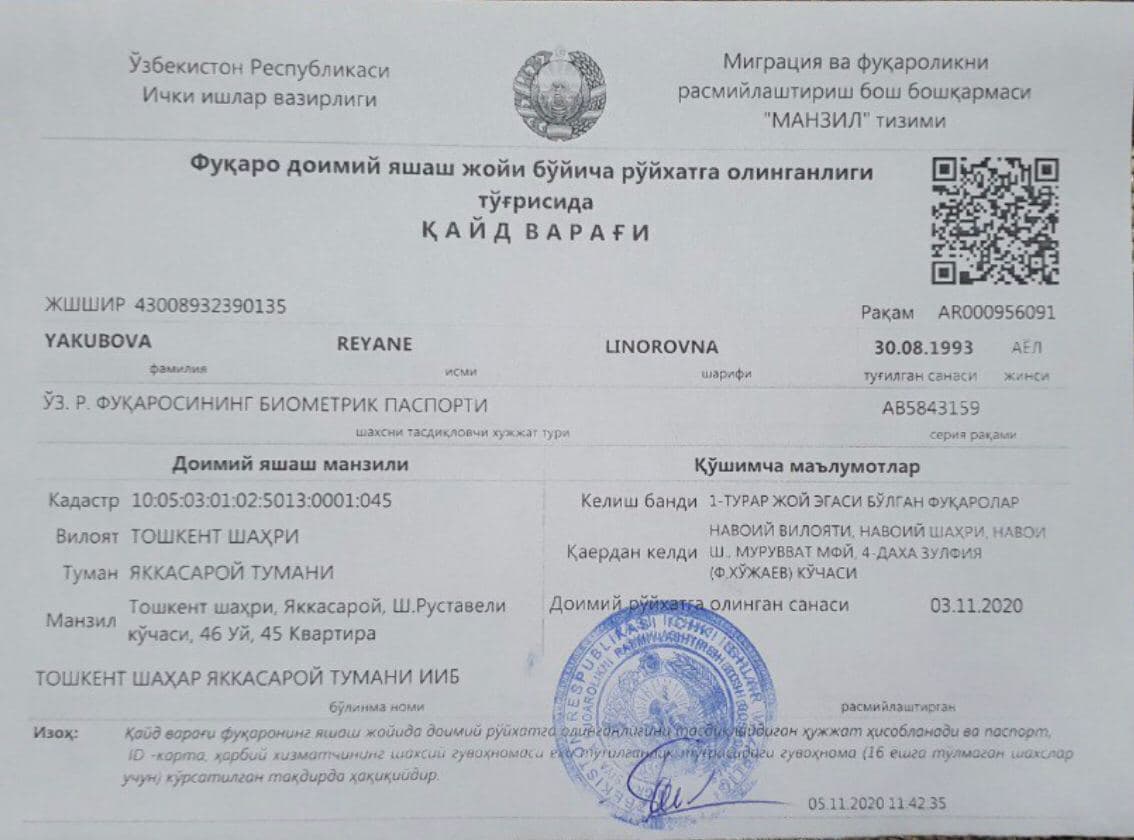 Ўзбекистон Республикаси
Ички ишлар вазирлиги
Миграция ва фуқароликни
расмийлаштириш бош бошқармаси
"МАНЗИЛ" тизими
Фуқаро доимий яшаш жойи бўйича рўйхатга олинганлиги
тўғрисида
ҚАЙД ВАРАҒИ
ЖШШИР 43008932390135
Рақам AR000956091
YAKUBOVA REYANE LINOROVNA 30.08.1993 АЁЛ
фамилия исми шарифи туғилган санаси жинси
ЎЗ. Р. ФУҚАРОСИНИНГ БИОМЕТРИК ПАСПОРТИ AB5843159
шахсни тасдиқловчи хужжат тури серия рақами
Доимий яшаш манзили
Кадастр 10:05:03:01:02:5013:0001:045
Вилоят ТОШКЕНТ ШАҲРИ
Туман ЯККАСАРОЙ ТУМАНИ
Манзил Тошкент шаҳри, Яккасарой, Ш.Руставели
кўчаси, 46 Уй, 45 Квартира
Қўшимча маълумотлар
Келиш банди 1-ТУРАР ЖОЙ ЭГАСИ БЎЛГАН ФУҚАРОЛАР
Каердан келди НАВОИЙ ВИЛОЯТИ, НАВОИЙ ШАҲРИ, НАВОИ
Ш., МУРУВВАТ МФЙ, 4-ДАХА ЗУЛФИЯ
(Ф.ХЎЖАЕВ) КЎЧАСИ
Доимий рўйхатга олинган санаси 03.11.2020
ТОШКЕНТ ШАҲАР ЯККАСАРОЙ ТУМАНИ ИИБ
бўлинма номи расмийлаштирган
Изоҳ: Қайд варағи фуқаронинг яшаш жойида доимий рўйхатга олинганлигини тасдиқлайдиган ҳужжат ҳисобланади ва паспорт,
ID -карта, ҳарбий хизматчининг шахсий гувоҳномаси ёхуд туғилганлик тўғрисидаги гувоҳнома (16 ёшга тўлмаган шахслар
учун) кўрсатилган тақдирда ҳақиқийдир.
05.11.2020 11.42.35